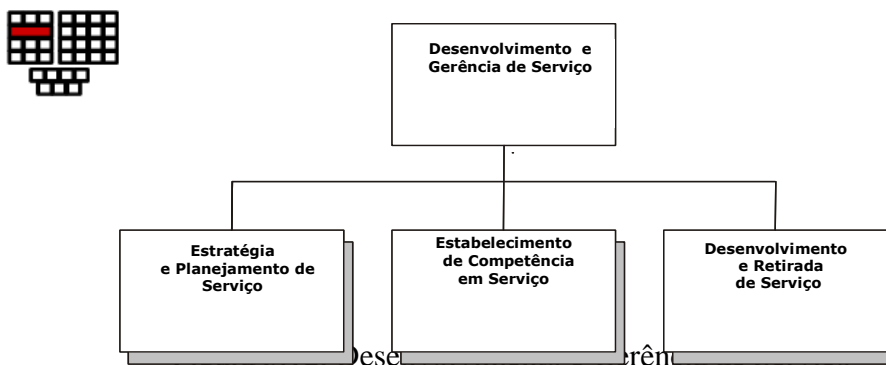 Desenvolvimento e
Gerência de Serviço
Estratégia
e Planejamento de
Serviço
Estabelecimento
de Competência
em Serviço
Desenvolvimento
e Retirada
de Serviço